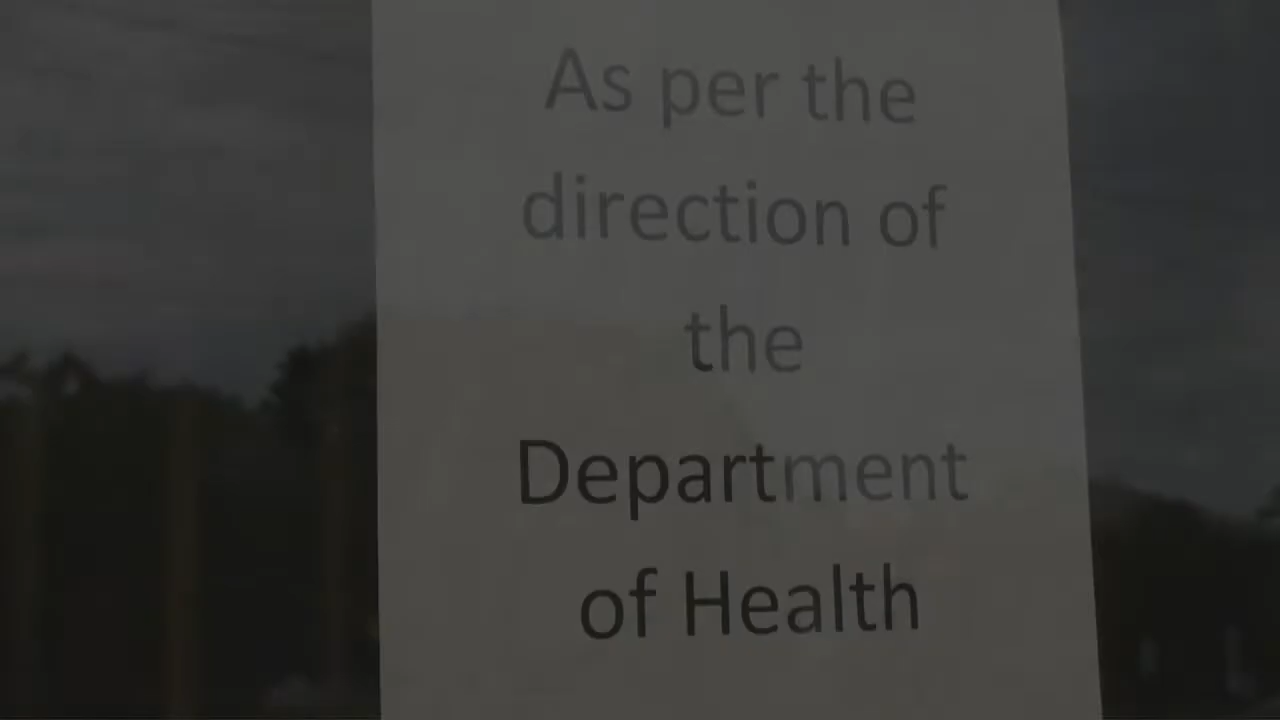 As per the
direction of
the
Department
of Health